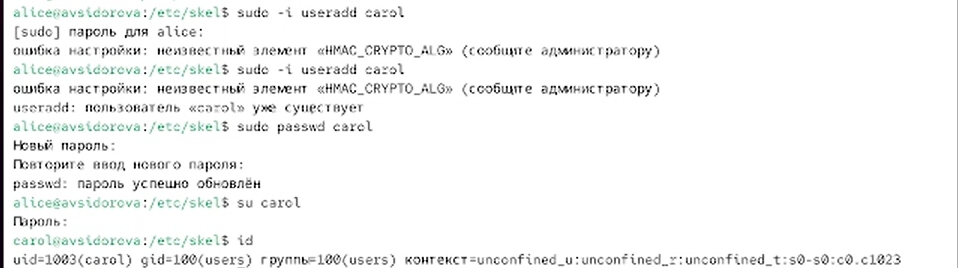 alice@avsidorova:/etc/skel$ sudo -i useradd carol
[sudo] пароль для alice:
ошибка настройки: неизвестный элемент «HMAC_CRYPTO_ALG» (сообщите администратору)
alice@avsidorova:/etc/skel$ sudo -i useradd carol
ошибка настройки: неизвестный элемент «HMAC_CRYPTO_ALG» (сообщите администратору)
useradd: пользователь «carol» уже существует
alice@avsidorova:/etc/skel$ sudo passwd carol
Новый пароль:
Повторите ввод нового пароля:
passwd: пароль успешно обновлён
alice@avsidorova:/etc/skel$ su carol
Пароль:
carol@avsidorova:/etc/skel$ id
uid=1003(carol) gid=100(users) группы=100(users) контекст=unconfined_u:unconfined_r:unconfined_t:s0-s0:c0.c1023